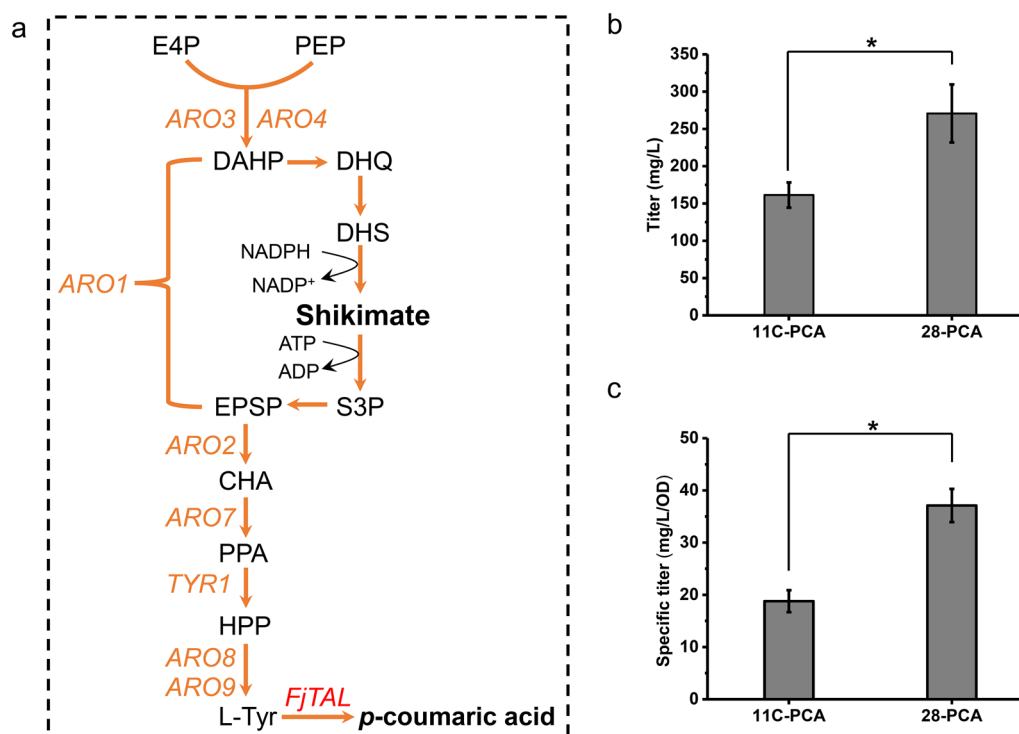 a
E4P PEP
ARO3 ARO4
DAHP DHQ
DHS
NADPH
NADP+
ARO1
Shikimate
ATP
ADP
EPSP S3P
ARO2
CHA
ARO7
PPA
TYR1
HPP
ARO8
ARO9
FjTAL
L-Tyr p-coumaric acid
b
*
Titer (mg/L)
350
300
250
200
150
100
50
0
11C-PCA 28-PCA
c
*
Specific titer (mg/L/OD)
50
40
30
20
10
0
11C-PCA 28-PCA